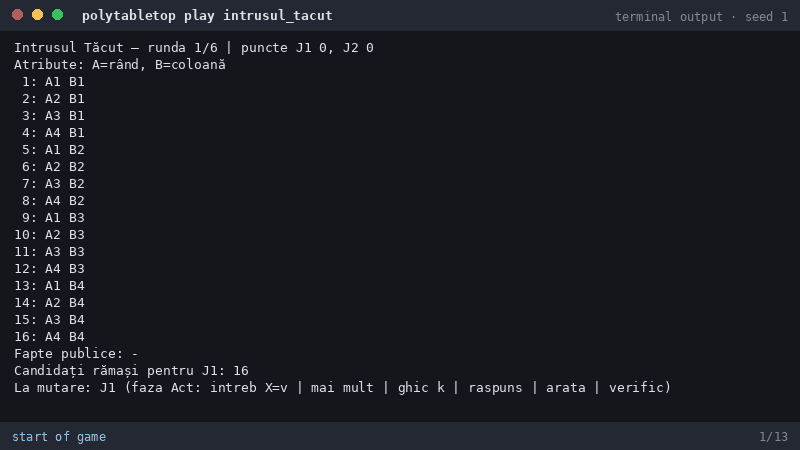 polytabletop play intrusul_tacut
terminal output · seed 1
Intrusul Tăcut — runda 1/6 | puncte J1 0, J2 0
Atribute: A=rând, B=coloană
1: A1 B1
2: A2 B1
3: A3 B1
4: A4 B1
5: A1 B2
6: A2 B2
7: A3 B2
8: A4 B2
9: A1 B3
10: A2 B3
11: A3 B3
12: A4 B3
13: A1 B4
14: A2 B4
15: A3 B4
16: A4 B4
Fapte publice: -
Candidați rămași pentru J1: 16
La mutare: J1 (faza Act: intreb X=v | mai mult | ghic k | raspuns | arata | verific)
start of game
1/13